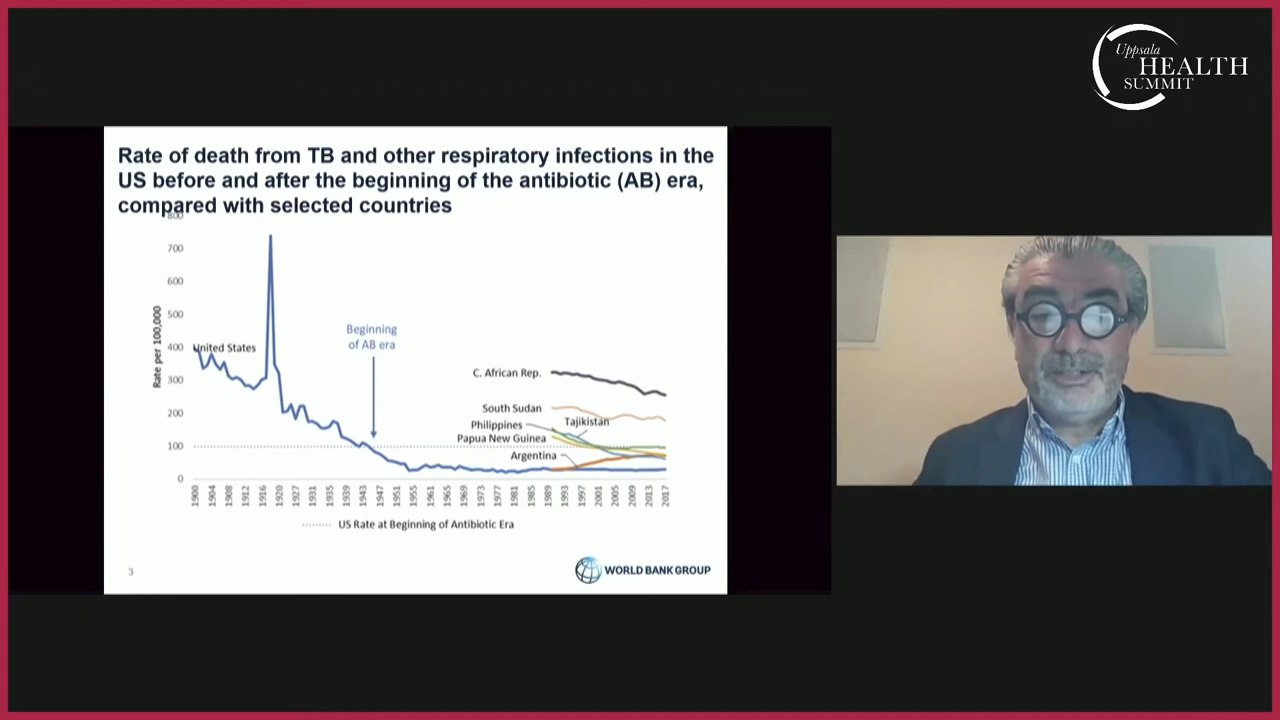 Uppsala
HEALTH
SUMMIT
Rate of death from TB and other respiratory infections in the
US before and after the beginning of the antibiotic (AB) era,
compared with selected countries
Rate per 100,000
800
700
600
500
400
300
200
100
0
United States
Beginning
of AB era
C. African Rep.
South Sudan
Philippines
Tajikistan
Papua New Guinea
Argentina
1900 1904 1908 1912 1916 1920 1927 1931 1935 1939 1943 1947 1951 1955 1961 1965 1969 1973 1977 1981 1985 1989 1993 1997 2001 2005 2009 2013 2017
US Rate at Beginning of Antibiotic Era
3
WORLD BANK GROUP